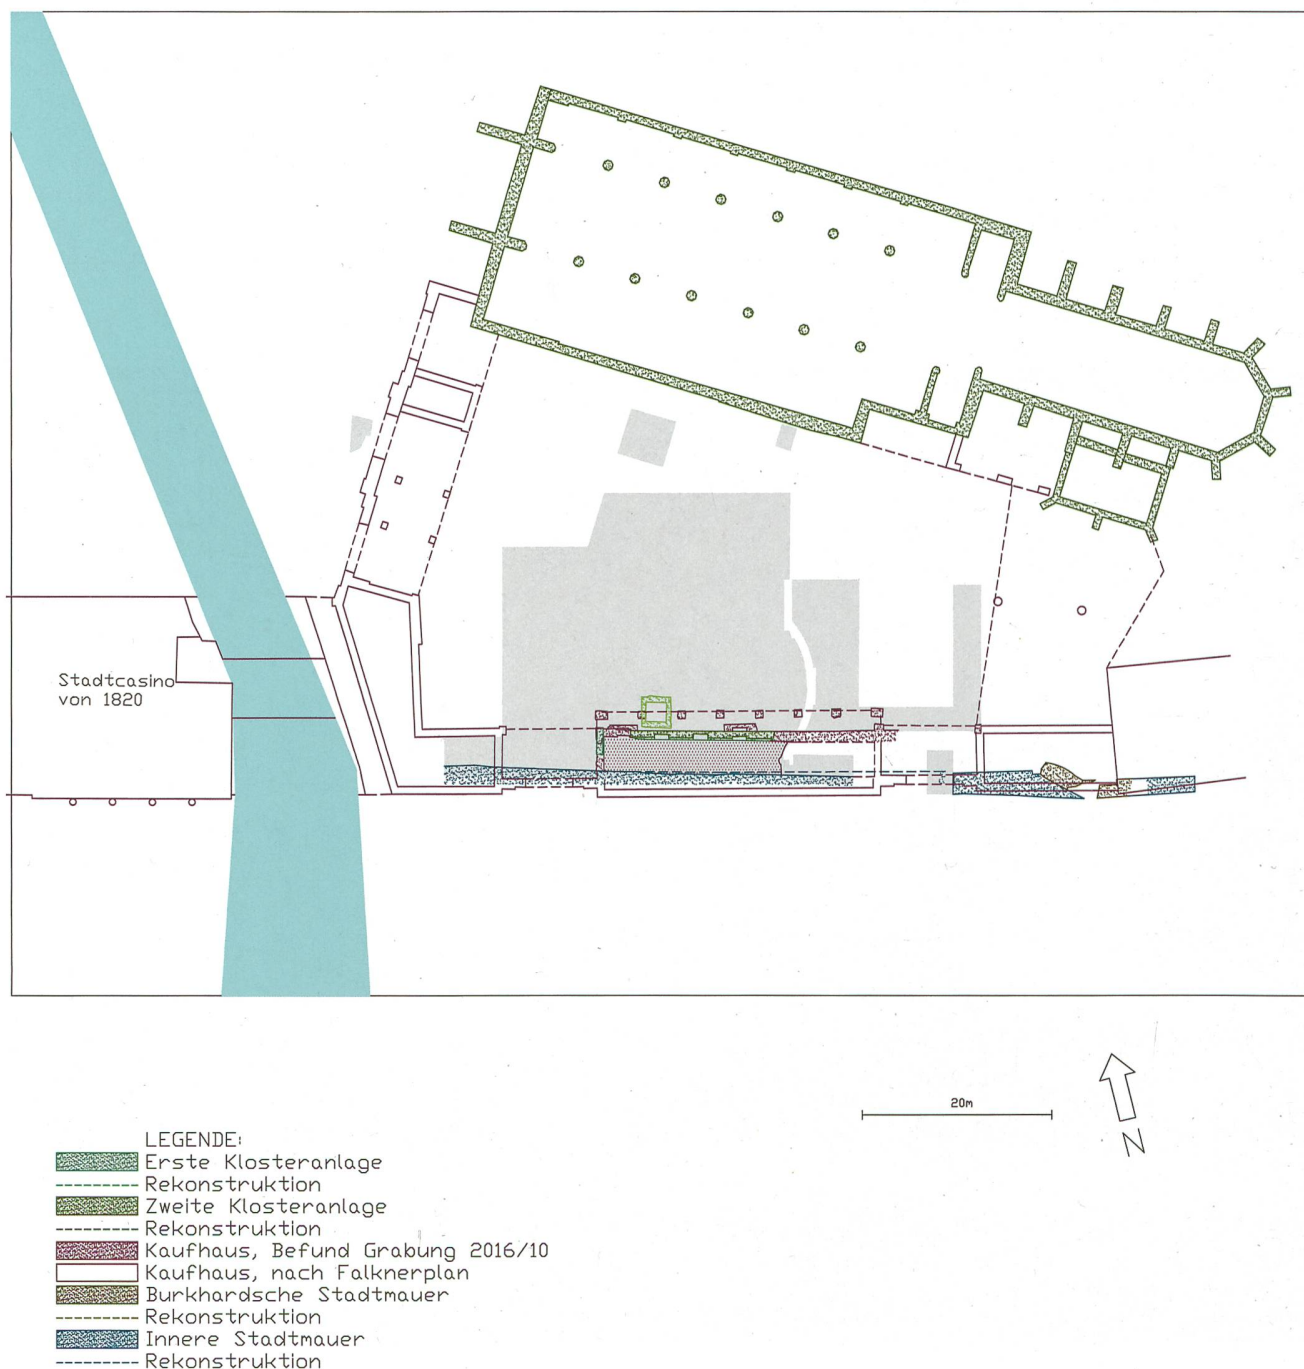 Stadtcasino
von 1820
20m
N
LEGENDE:
Erste Klosteranlage
Rekonstruktion
Zweite Klosteranlage
Rekonstruktion
Kaufhaus, Befund Grabung 2016/10
Kaufhaus, nach Falknerplan
Burkhardsche Stadtmauer
Rekonstruktion
Innere Stadtmauer
Rekonstruktion